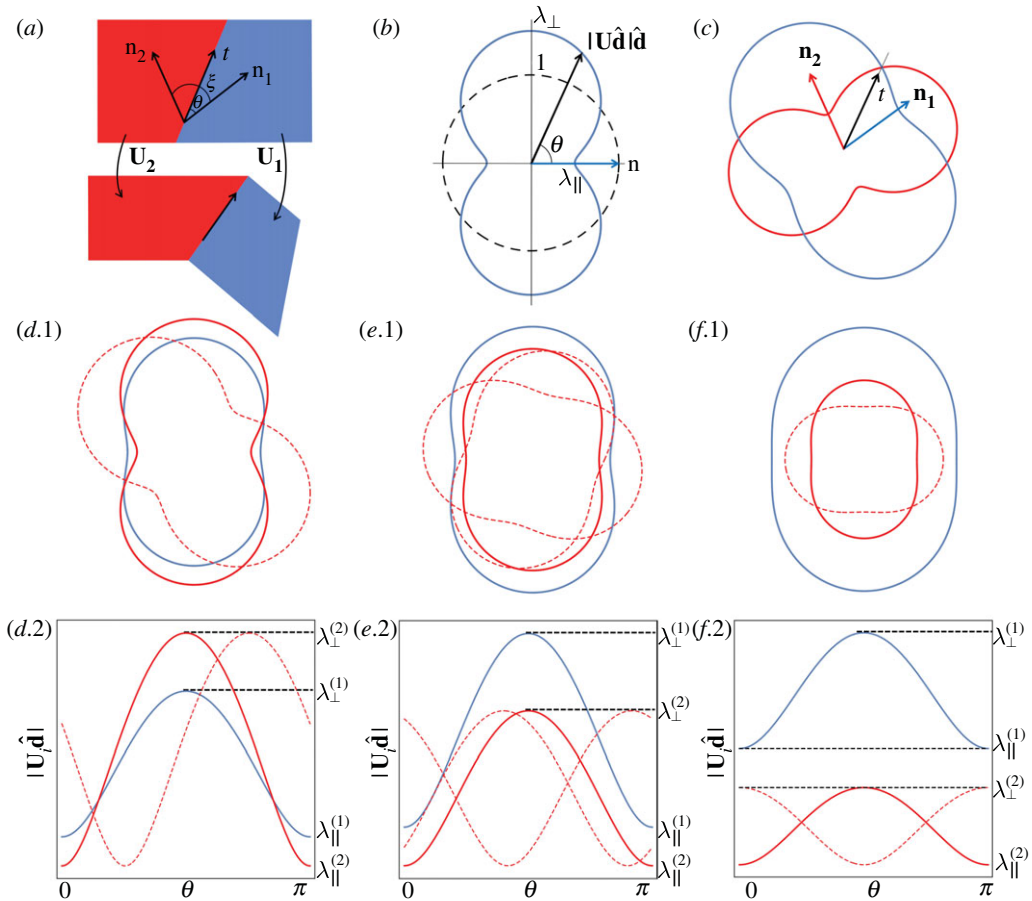 (a)
n₂
t
n₁
ξ
θ
U₂
U₁
(b)
λ⊥
|Ud̂|d̂
1
θ
n
λ∥
(c)
n₂
t
n₁
(d.1)
(e.1)
(f.1)
(d.2)
λ⊥⁽²⁾
λ⊥⁽¹⁾
|Uᵢd̂|
λ∥⁽¹⁾
λ∥⁽²⁾
0
θ
π
(e.2)
λ⊥⁽¹⁾
λ⊥⁽²⁾
|Uᵢd̂|
λ∥⁽¹⁾
λ∥⁽²⁾
0
θ
π
(f.2)
λ⊥⁽¹⁾
|Uᵢd̂|
λ∥⁽¹⁾
λ⊥⁽²⁾
λ∥⁽²⁾
0
θ
π